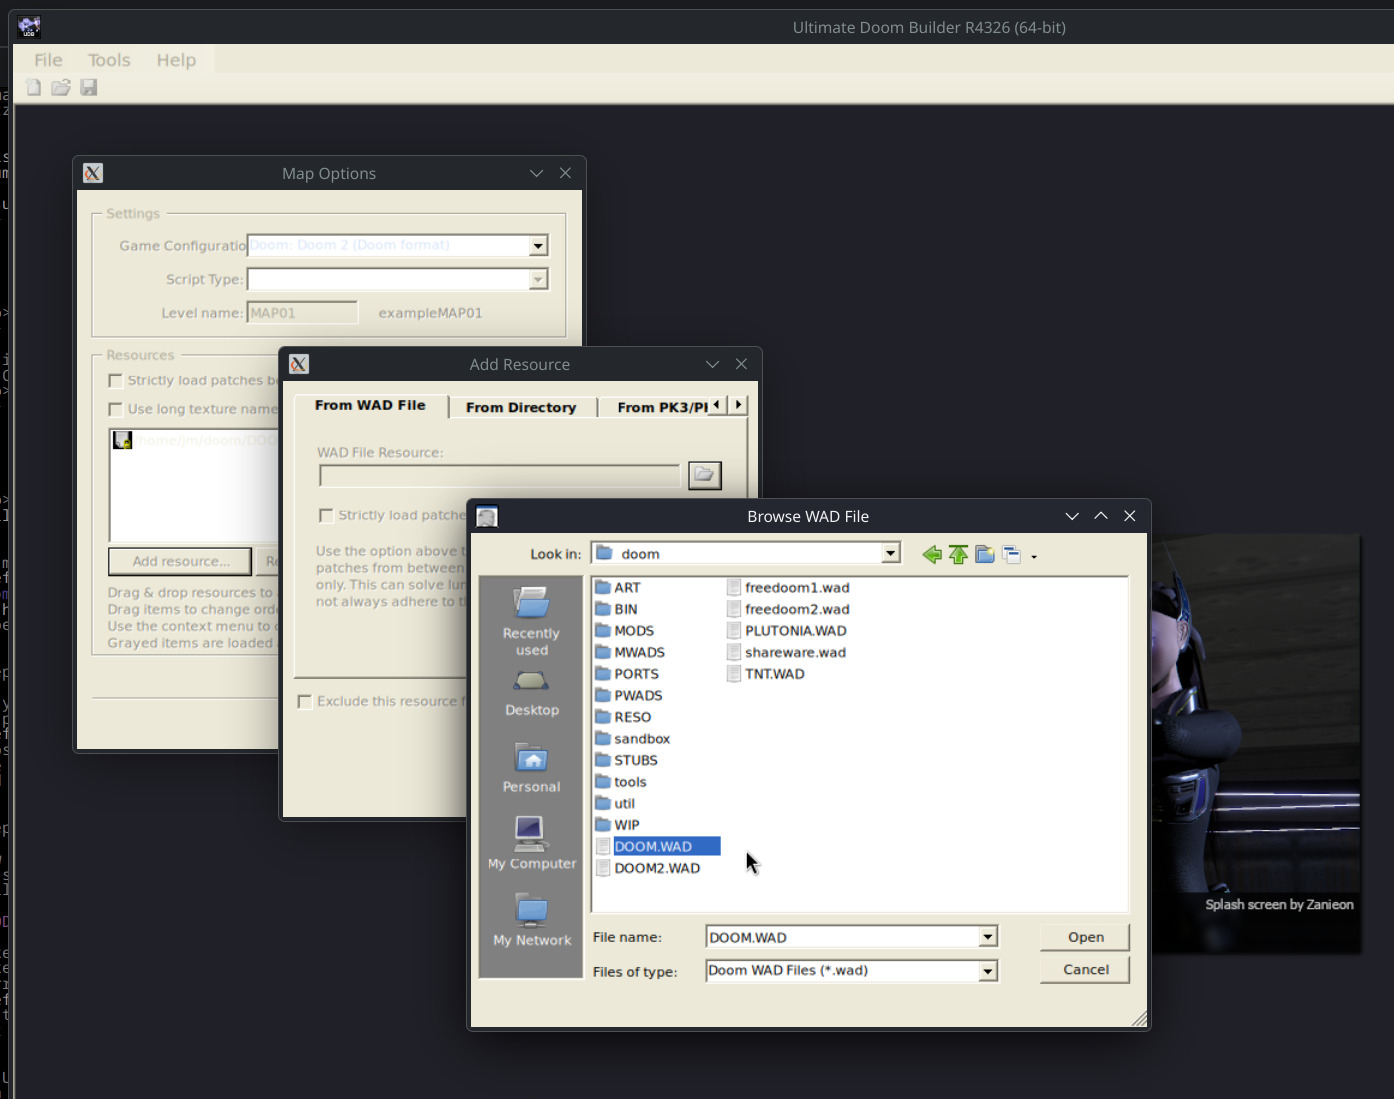 Ultimate Doom Builder R4326 (64-bit)
File Tools Help
Map Options
Settings
Game Configuratio
Doom: Doom 2 (Doom format)
Script Type:
Level name: MAP01 exampleMAP01
Resources
Strictly load patches be
Use long texture name
home/jm/doom/DOO
Add resource... Re
Drag & drop resources to
Drag items to change orde
Use the context menu to
Grayed items are loaded
Add Resource
From WAD File From Directory From PK3/
WAD File Resource:
Strictly load patche
Use the option above
patches from between
only. This can solve
not always adhere to
Exclude this resource
Browse WAD File
Look in: doom
Recently
used
Desktop
Personal
My Computer
My Network
ART
BIN
MODS
MWADS
PORTS
PWADS
RESO
sandbox
STUBS
tools
util
WIP
DOOM.WAD
DOOM2.WAD
freedoom1.wad
freedoom2.wad
PLUTONIA.WAD
shareware.wad
TNT.WAD
File name: DOOM.WAD Open
Files of type: Doom WAD Files (*.wad) Cancel
Splash screen by Zanieon